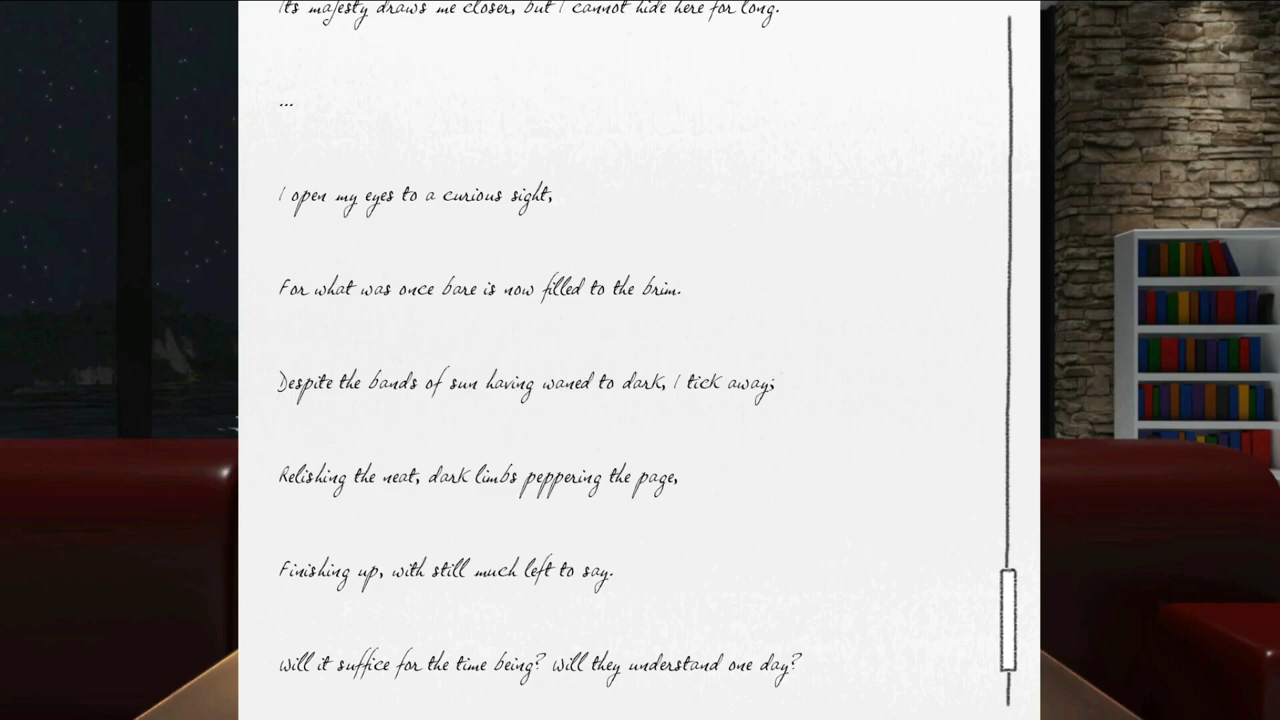 Its majesty draws me closer, but I cannot hide here for long.
...
I open my eyes to a curious sight,
For what was once bare is now filled to the brim.
Despite the bands of sun having waned to dark, I tick away;
Relishing the neat, dark limbs peppering the page,
Finishing up, with still much left to say.
Will it suffice for the time being? Will they understand one day?